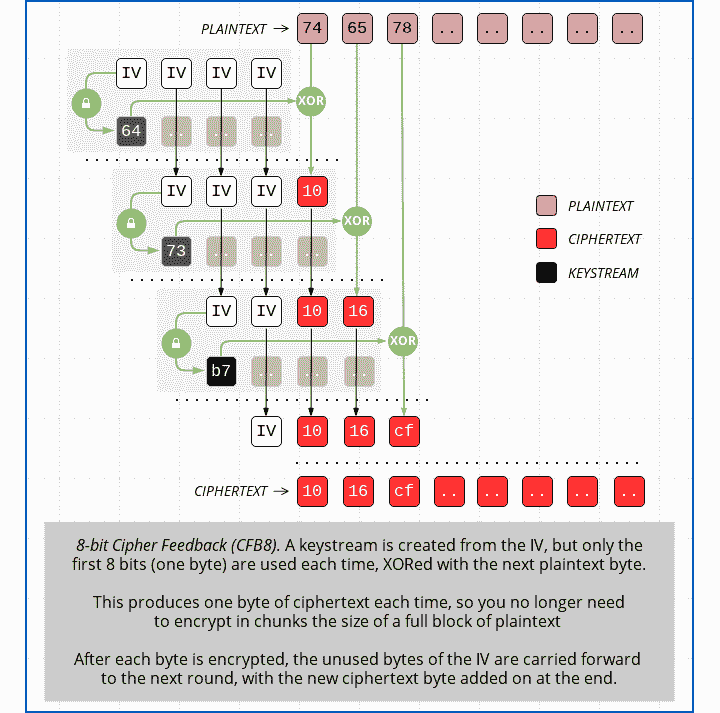 PLAINTEXT → 74 65 78 .. .. .. .. ..
IV IV IV IV
XOR
64 .. .. ..
IV IV IV 10
XOR
73 .. .. ..
IV IV 10 16
XOR
b7 .. .. ..
IV 10 16 cf
CIPHERTEXT → 10 16 cf .. .. .. .. ..
PLAINTEXT
CIPHERTEXT
KEYSTREAM
8-bit Cipher Feedback (CFB8). A keystream is created from the IV, but only the
first 8 bits (one byte) are used each time, XORed with the next plaintext byte.
This produces one byte of ciphertext each time, so you no longer need
to encrypt in chunks the size of a full block of plaintext
After each byte is encrypted, the unused bytes of the IV are carried forward
to the next round, with the new ciphertext byte added on at the end.